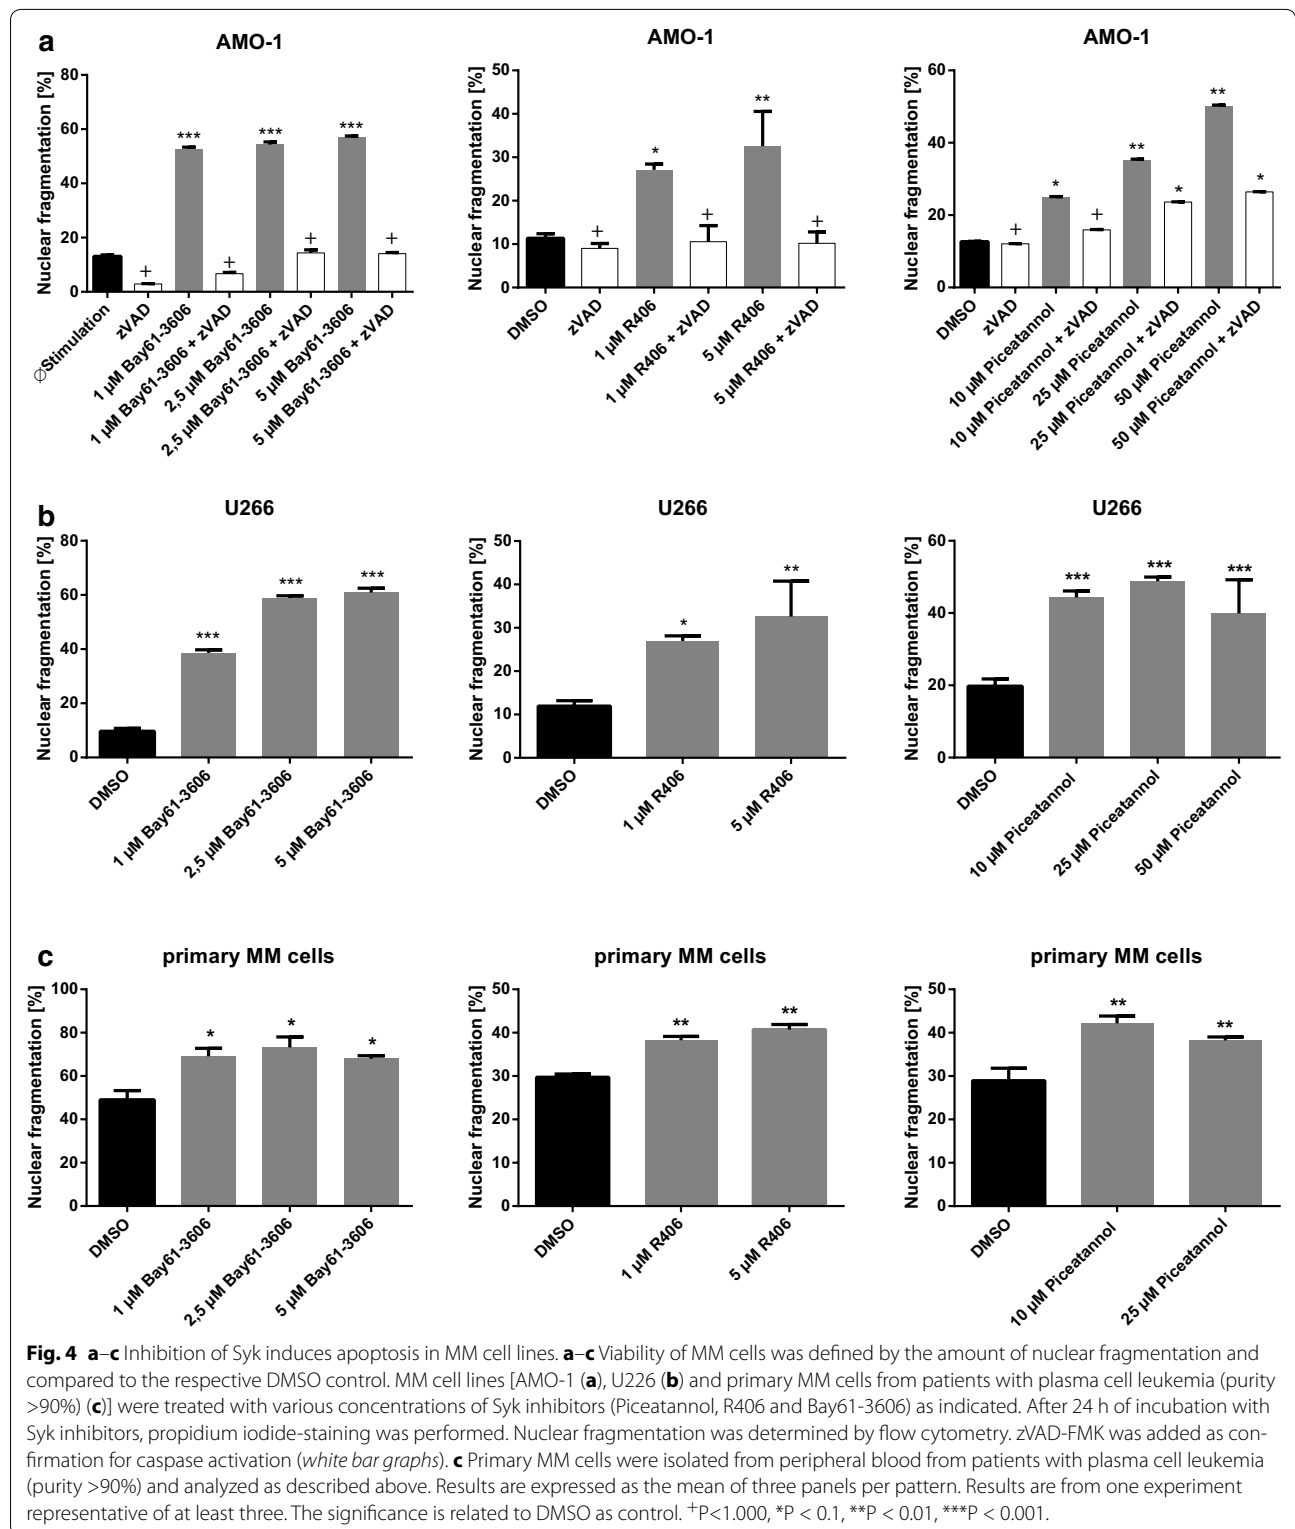 a
AMO-1
Nuclear fragmentation [%]
80
60
40
20
0
*** *** ***
+ + + +
ϕStimulation
zVAD
1 µM Bay61-3606
1 µM Bay61-3606 + zVAD
2,5 µM Bay61-3606
2,5 µM Bay61-3606 + zVAD
5 µM Bay61-3606
5 µM Bay61-3606 + zVAD
AMO-1
Nuclear fragmentation [%]
50
40
30
20
10
0
* **
+ + +
DMSO
zVAD
1 µM R406
1 µM R406 + zVAD
5 µM R406
5 µM R406 + zVAD
AMO-1
Nuclear fragmentation [%]
60
40
20
0
+ * + ** * ** *
DMSO
zVAD
10 µM Piceatannol
10 µM Piceatannol + zVAD
25 µM Piceatannol
25 µM Piceatannol + zVAD
50 µM Piceatannol
50 µM Piceatannol + zVAD
b
U266
Nuclear fragmentation [%]
80
60
40
20
0
*** *** ***
DMSO
1 µM Bay61-3606
2,5 µM Bay61-3606
5 µM Bay61-3606
U266
Nuclear fragmentation [%]
50
40
30
20
10
0
* **
DMSO
1 µM R406
5 µM R406
U266
Nuclear fragmentation [%]
60
40
20
0
*** *** ***
DMSO
10 µM Piceatannol
25 µM Piceatannol
50 µM Piceatannol
c
primary MM cells
Nuclear fragmentation [%]
100
80
60
40
20
0
* * *
DMSO
1 µM Bay61-3606
2,5 µM Bay61-3606
5 µM Bay61-3606
primary MM cells
Nuclear fragmentation [%]
50
40
30
20
10
0
** **
DMSO
1 µM R406
5 µM R406
primary MM cells
Nuclear fragmentation [%]
50
40
30
20
10
0
** **
DMSO
10 µM Piceatannol
25 µM Piceatannol
Fig. 4 a–c Inhibition of Syk induces apoptosis in MM cell lines. a–c Viability of MM cells was defined by the amount of nuclear fragmentation and
compared to the respective DMSO control. MM cell lines [AMO-1 (a), U226 (b) and primary MM cells from patients with plasma cell leukemia (purity
>90%) (c)] were treated with various concentrations of Syk inhibitors (Piceatannol, R406 and Bay61-3606) as indicated. After 24 h of incubation with
Syk inhibitors, propidium iodide-staining was performed. Nuclear fragmentation was determined by flow cytometry. zVAD-FMK was added as con-
firmation for caspase activation (white bar graphs). c Primary MM cells were isolated from peripheral blood from patients with plasma cell leukemia
(purity >90%) and analyzed as described above. Results are expressed as the mean of three panels per pattern. Results are from one experiment
representative of at least three. The significance is related to DMSO as control. +P<1.000, *P < 0.1, **P < 0.01, ***P < 0.001.